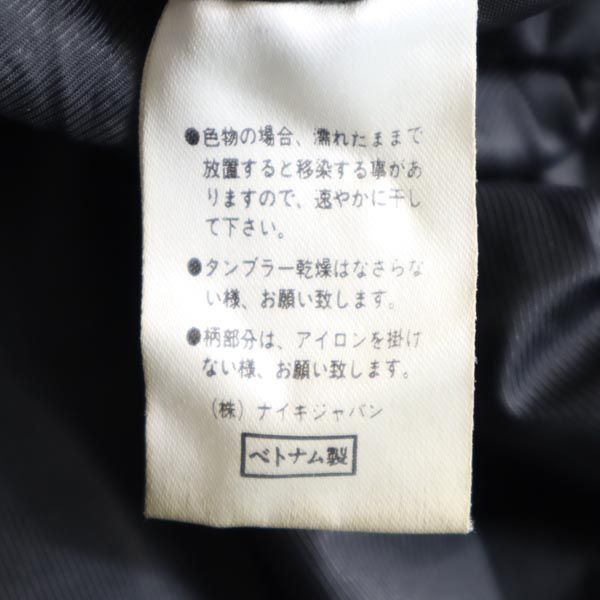 ●色物の場合、濡れたままで
放置すると移染する事があ
りますので、速やかに干し
て下さい。
●タンブラー乾燥はなさらな
い様、お願い致します。
●柄部分は、アイロンを掛け
ない様、お願い致します。
(株)ナイキジャパン
ベトナム製